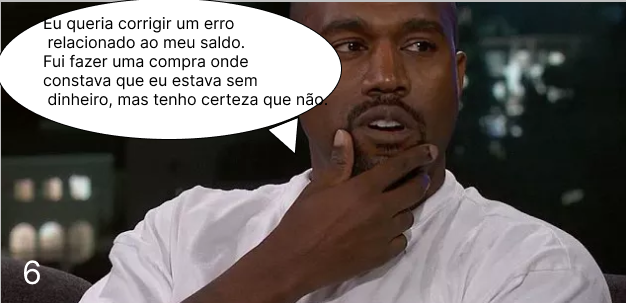 Eu queria corrigir um erro
relacionado ao meu saldo.
Fui fazer uma compra onde
constava que eu estava sem
dinheiro, mas tenho certeza que não.
6